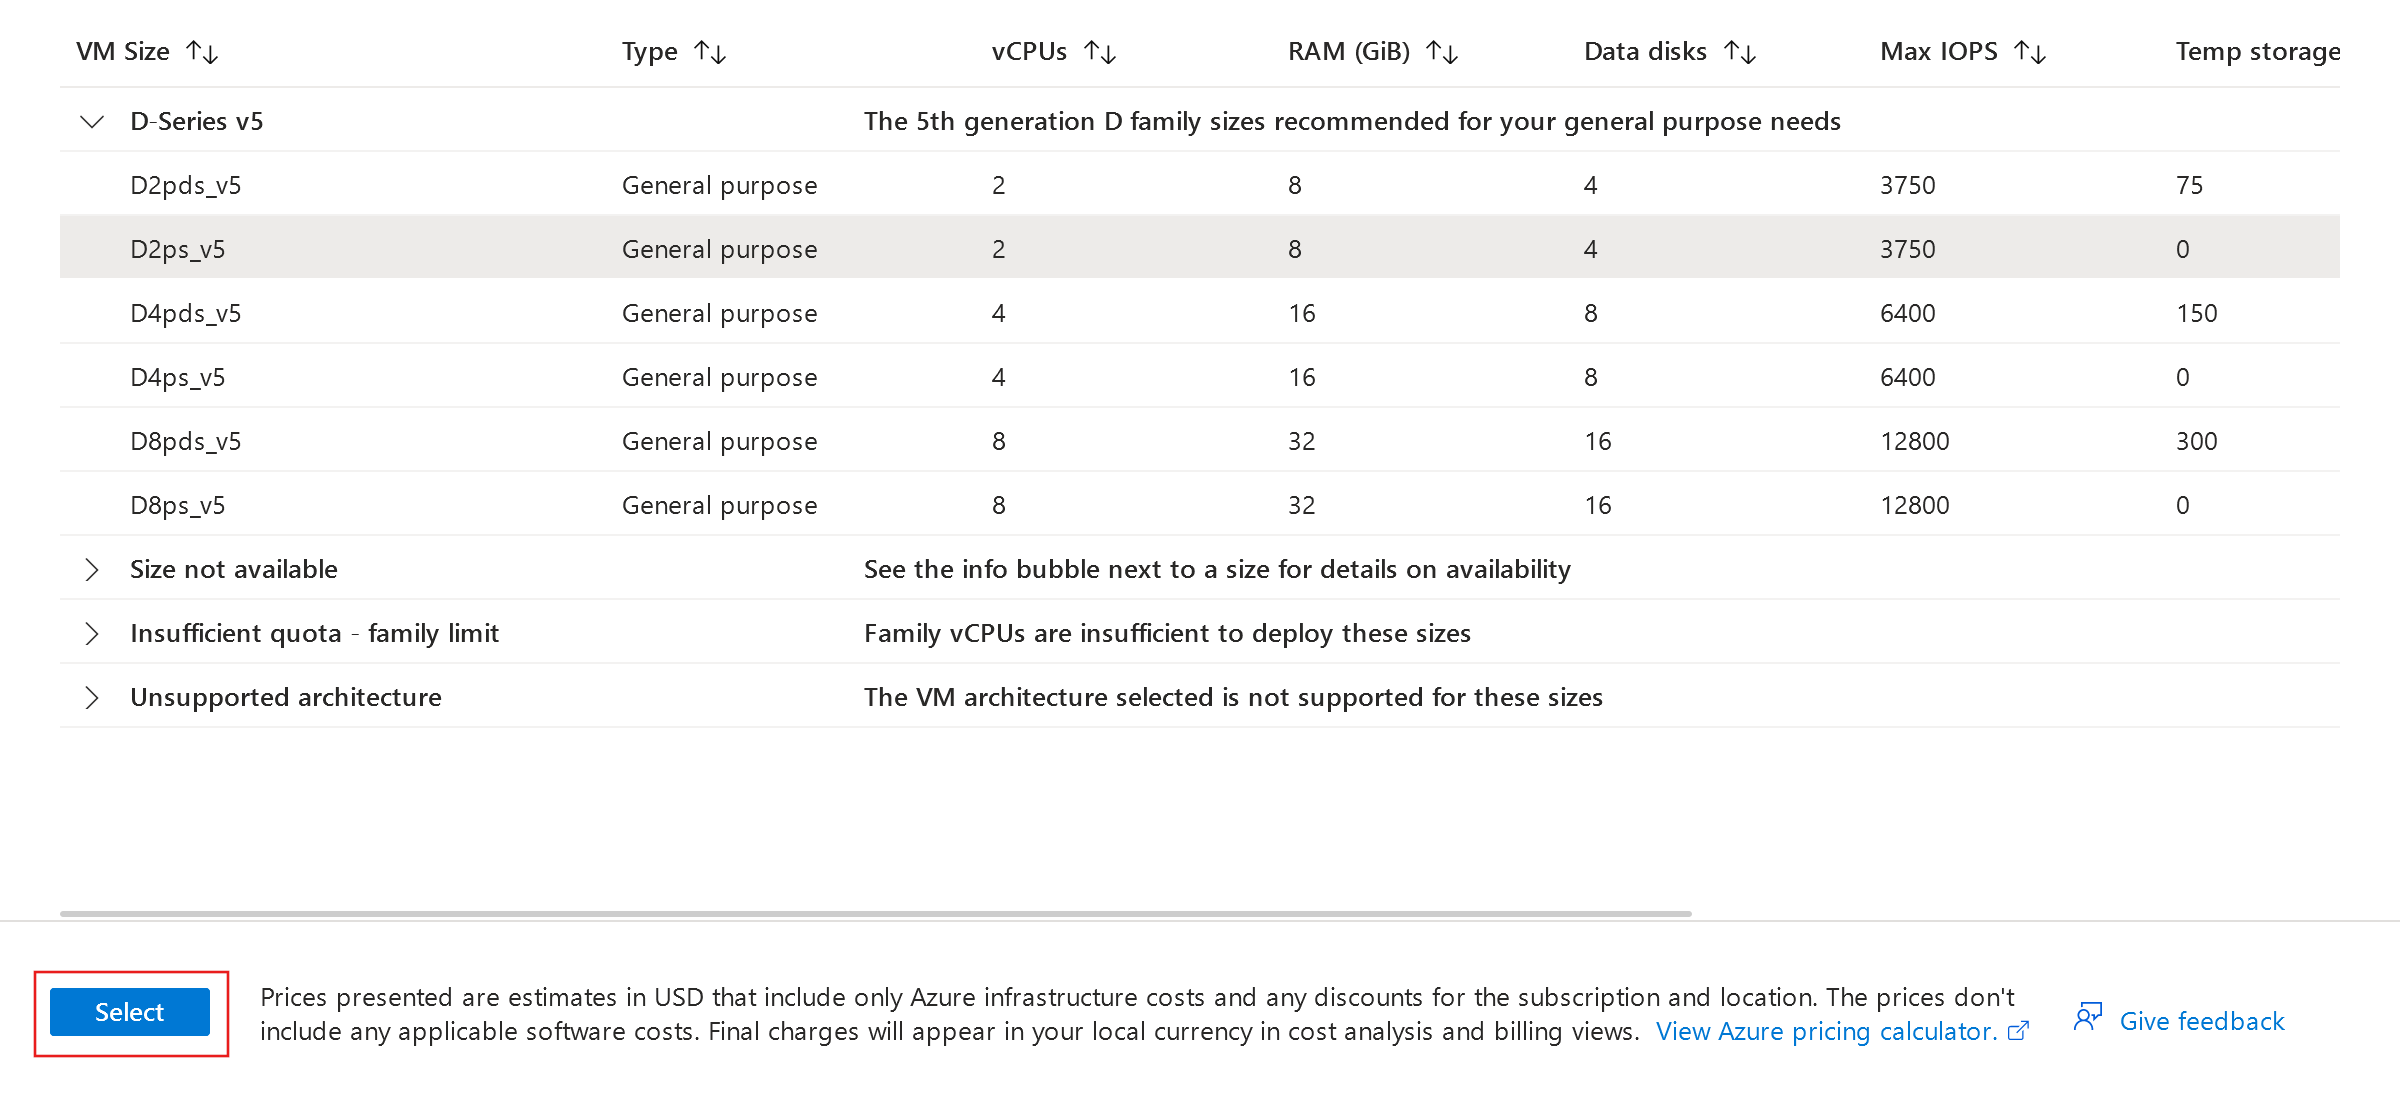 VM Size Type vCPUs RAM (GiB) Data disks Max IOPS Temp storage
D-Series v5 The 5th generation D family sizes recommended for your general purpose needs
D2pds_v5 General purpose 2 8 4 3750 75
D2ps_v5 General purpose 2 8 4 3750 0
D4pds_v5 General purpose 4 16 8 6400 150
D4ps_v5 General purpose 4 16 8 6400 0
D8pds_v5 General purpose 8 32 16 12800 300
D8ps_v5 General purpose 8 32 16 12800 0
Size not available See the info bubble next to a size for details on availability
Insufficient quota - family limit Family vCPUs are insufficient to deploy these sizes
Unsupported architecture The VM architecture selected is not supported for these sizes
Select
Prices presented are estimates in USD that include only Azure infrastructure costs and any discounts for the subscription and location. The prices don't
include any applicable software costs. Final charges will appear in your local currency in cost analysis and billing views. View Azure pricing calculator.
Give feedback